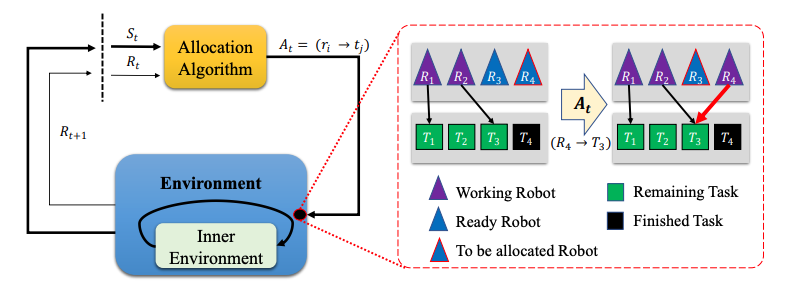 S_t
R_t
Allocation
Algorithm
A_t = (r_i → t_j)
R_{t+1}
Environment
Inner
Environment
R_1 R_2 R_3 R_4
T_1 T_2 T_3 T_4
A_t
(R_4 → T_3)
R_1 R_2 R_3 R_4
T_1 T_2 T_3 T_4
Working Robot
Ready Robot
To be allocated Robot
Remaining Task
Finished Task